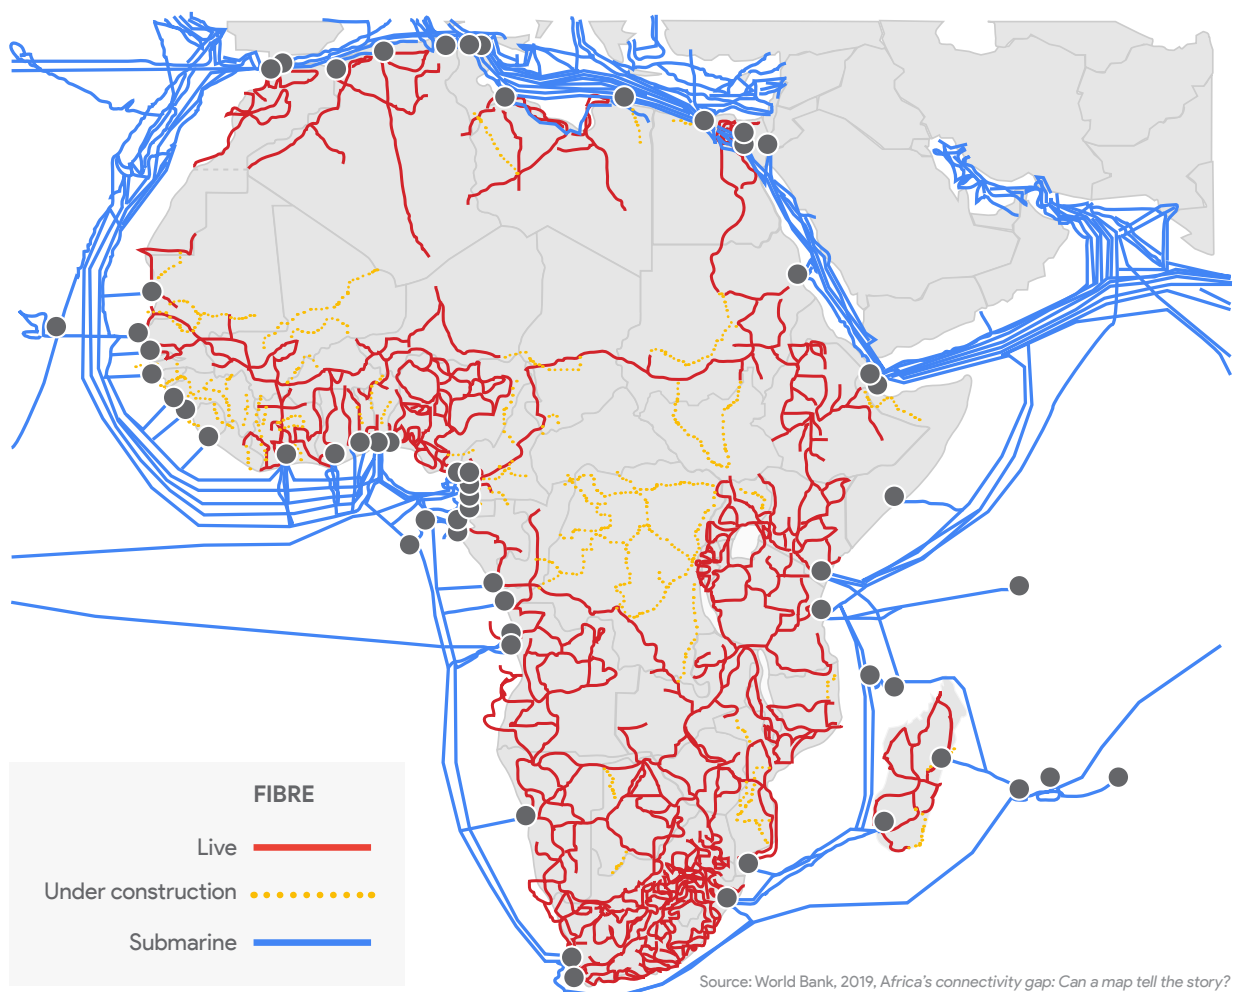 FIBRE
Live
Under construction
Submarine
Source: World Bank, 2019, Africa's connectivity gap: Can a map tell the story?